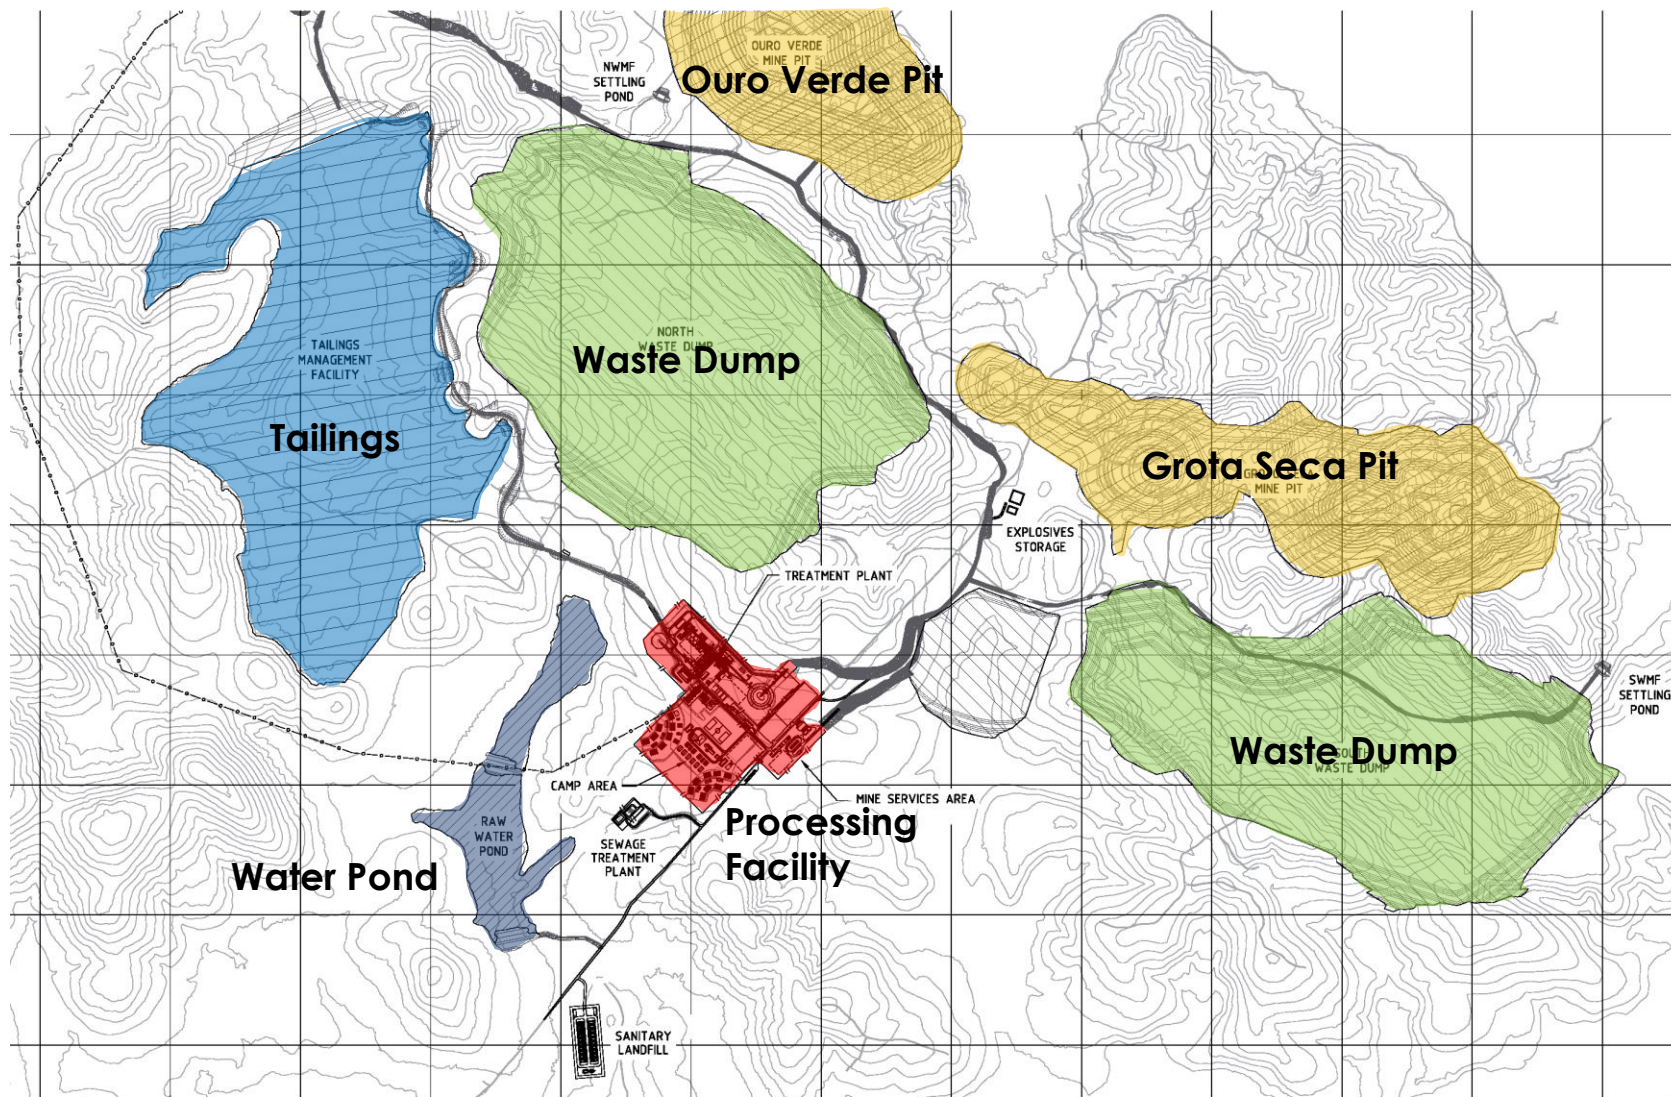 OURO VERDE
MINE PIT
Ouro Verde Pit
NWMF
SETTLING
POND
NORTH
WASTE DUMP
Waste Dump
TAILINGS
MANAGEMENT
FACILITY
Tailings
Grota Seca Pit
MINE PIT
EXPLOSIVES
STORAGE
TREATMENT PLANT
SWMF
SETTLING
POND
Waste Dump
SOUTH
WASTE DUMP
CAMP AREA
MINE SERVICES AREA
Processing
Facility
RAW
WATER
POND
Water Pond
SEWAGE
TREATMENT
PLANT
SANITARY
LANDFILL